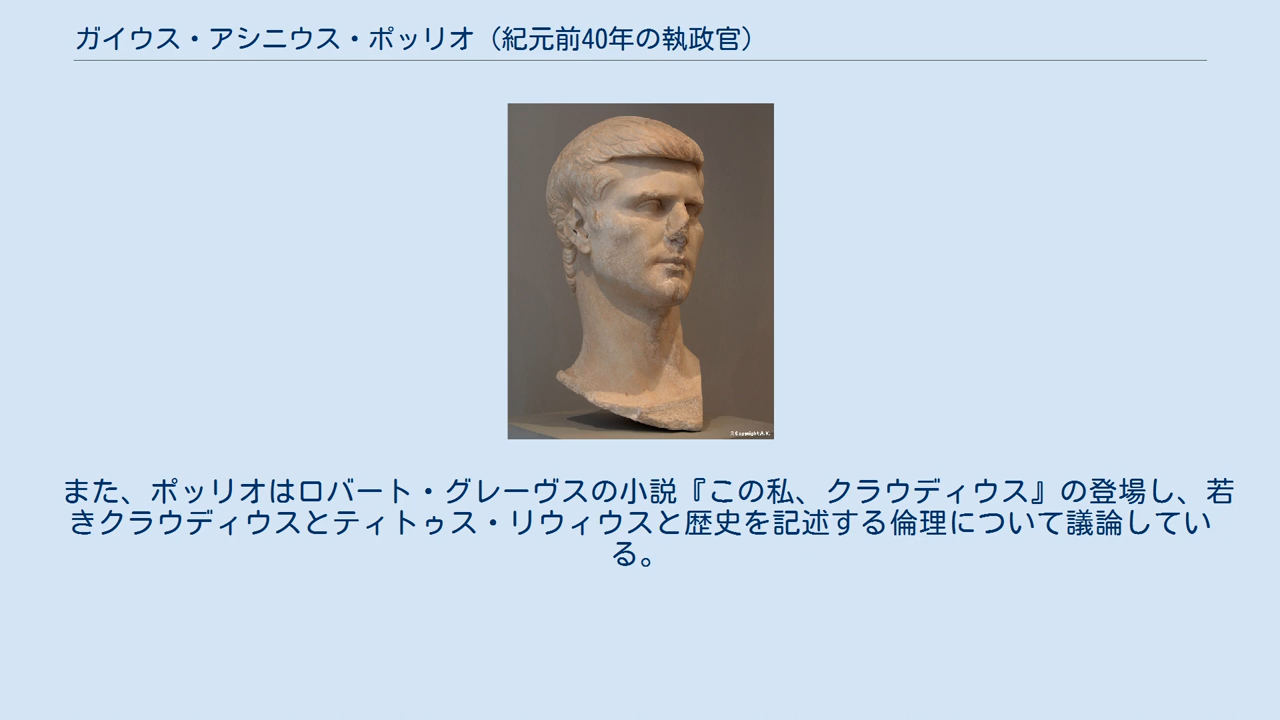 ガイウス・アシニウス・ポッリオ（紀元前40年の執政官）
© Copyright A.V.
また、ポッリオはロバート・グレーヴスの小説『この私、クラウディウス』の登場し、若
きクラウディウスとティトゥス・リウィウスと歴史を記述する倫理について議論してい
る。